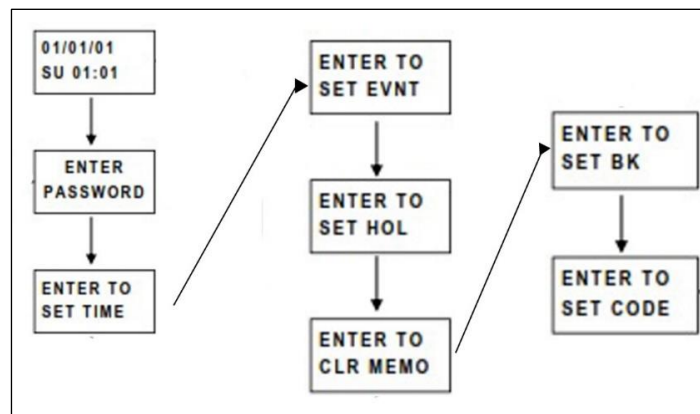 01/01/01
SU 01:01
ENTER
PASSWORD
ENTER TO
SET TIME
ENTER TO
SET EVNT
ENTER TO
SET HOL
ENTER TO
CLR MEMO
ENTER TO
SET BK
ENTER TO
SET CODE